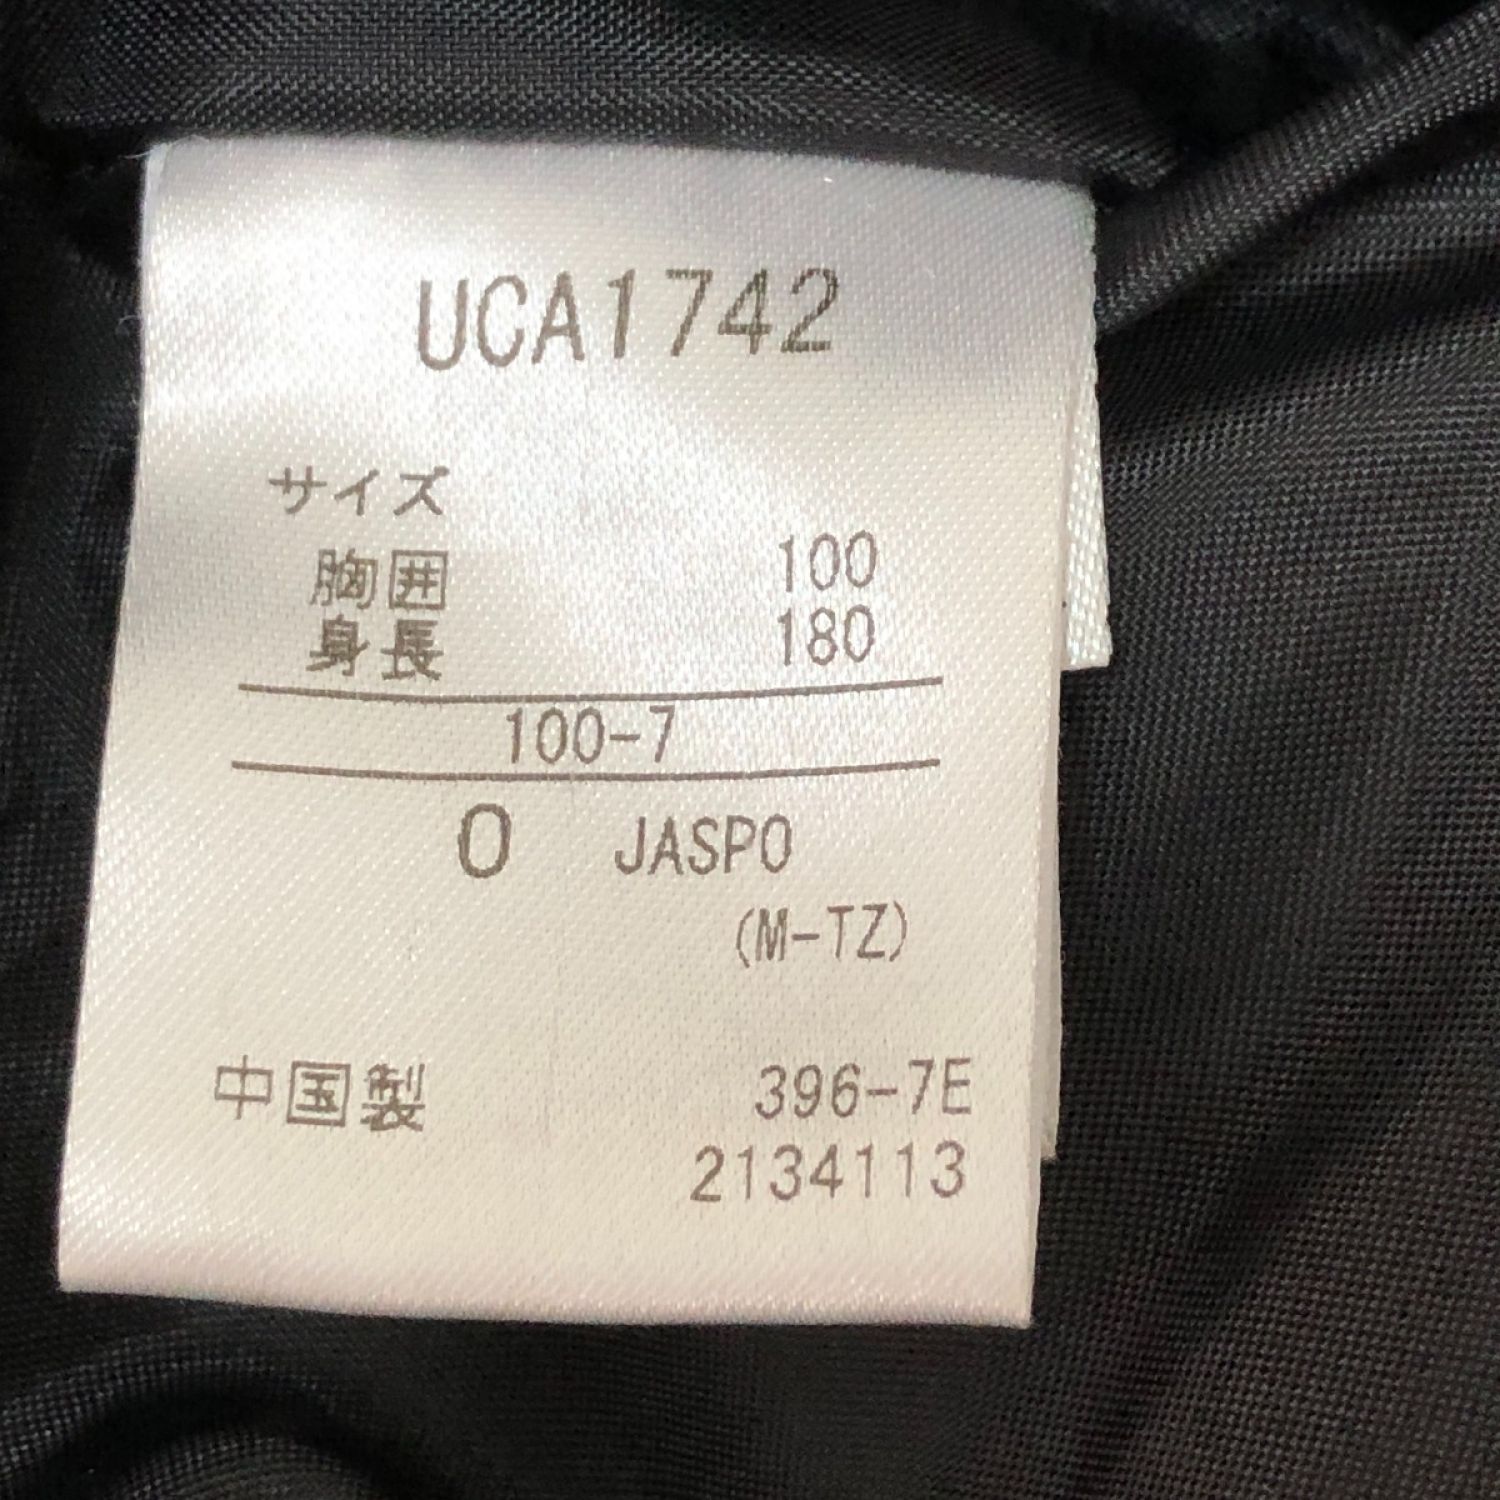 UCA1742
サイズ
胸囲 100
身長 180
100-7
O JASPO
(M-TZ)
中国製 396-7E
2134113